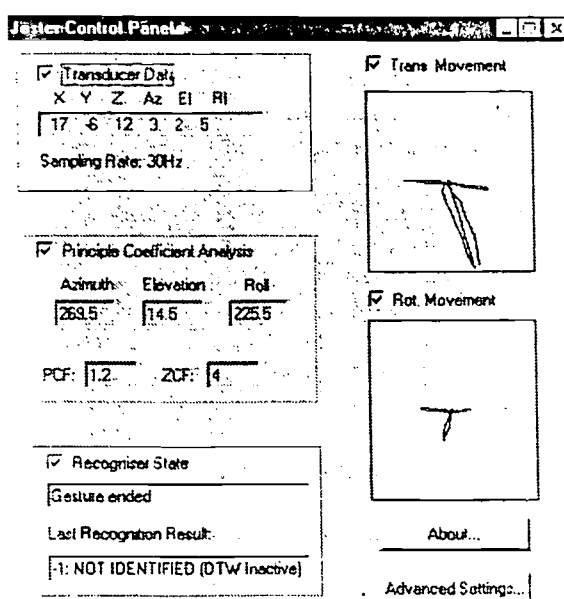 Jester Control Panel
Transducer Data
X Y Z Az El Rl
17 -6 12 3 2 5
Sampling Rate: 30Hz
Principle Coefficient Analysis
Azimuth Elevation Roll
269.5 14.5 225.5
PCF: 1.2 ZCF: 4
Recogniser State
Gesture ended
Last Recognition Result:
-1: NOT IDENTIFIED (DTW Inactive)
Trans. Movement
Rot. Movement
About...
Advanced Settings...